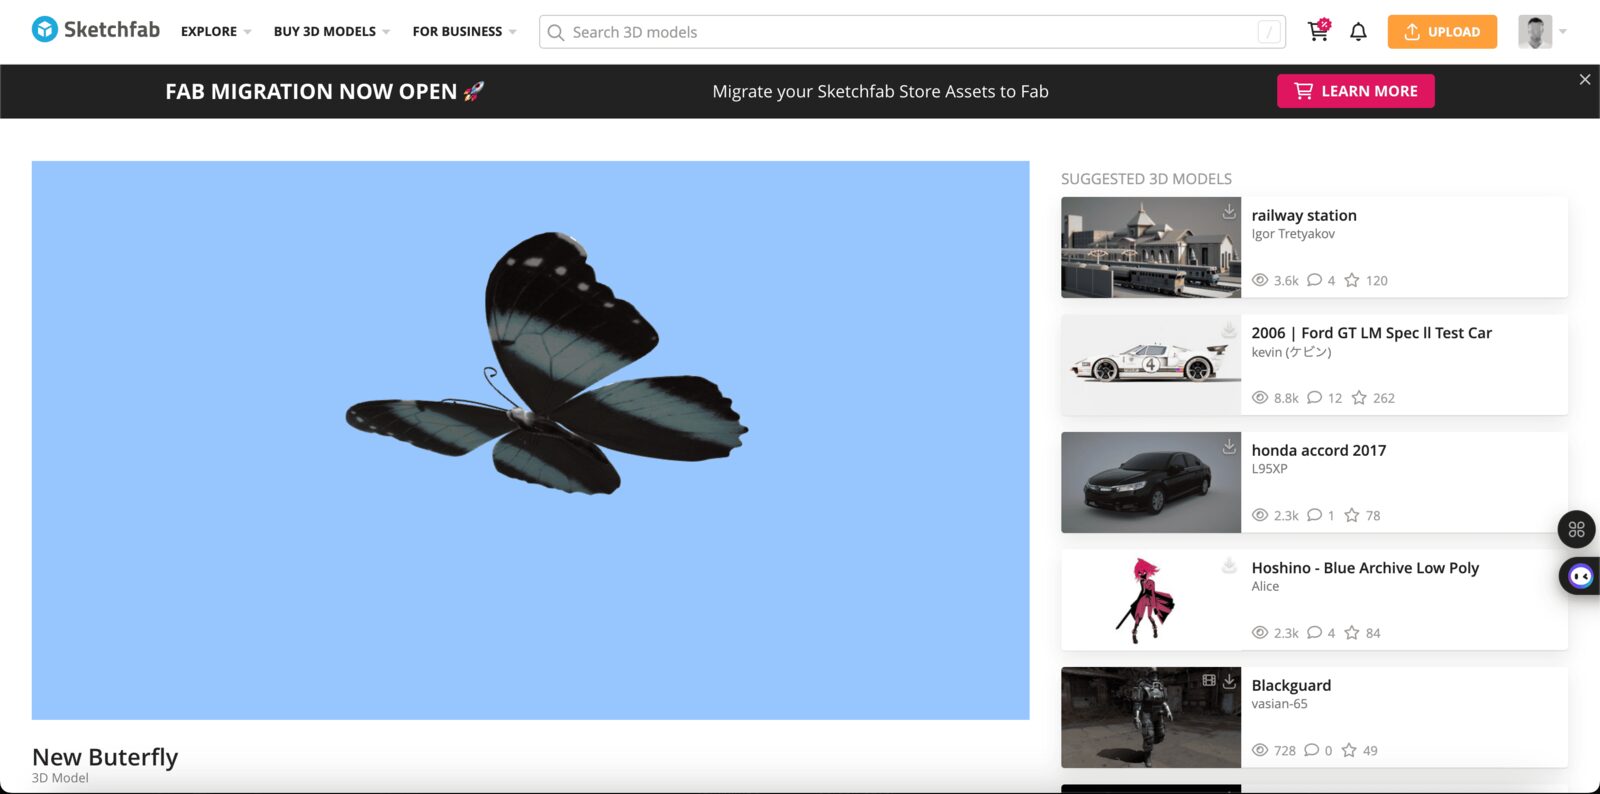 Sketchfab
EXPLORE
BUY 3D MODELS
FOR BUSINESS
Search 3D models
/
%
UPLOAD
FAB MIGRATION NOW OPEN 🚀
Migrate your Sketchfab Store Assets to Fab
LEARN MORE
SUGGESTED 3D MODELS
railway station
Igor Tretyakov
3.6k 4 120
2006 | Ford GT LM Spec ll Test Car
kevin (ケビン)
4
8.8k 12 262
honda accord 2017
L95XP
2.3k 1 78
Hoshino - Blue Archive Low Poly
Alice
2.3k 4 84
Blackguard
vasian-65
728 0 49
New Buterfly
3D Model